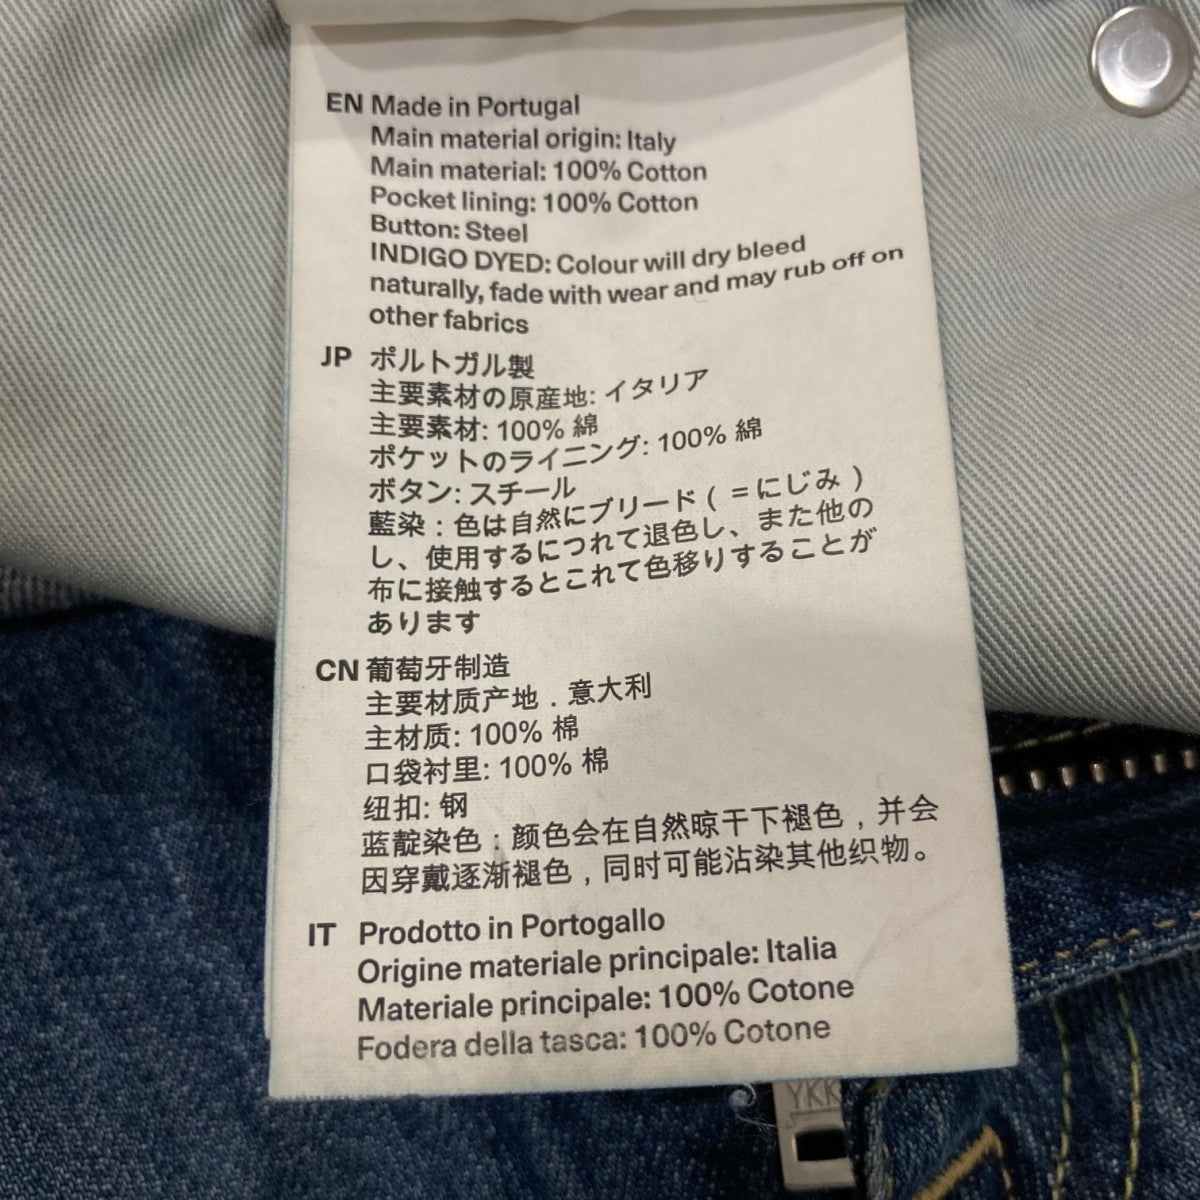 EN Made in Portugal
Main material origin: Italy
Main material: 100% Cotton
Pocket lining: 100% Cotton
Button: Steel
INDIGO DYED: Colour will dry bleed
naturally, fade with wear and may rub off on
other fabrics
JP ポルトガル製
主要素材の原産地: イタリア
主要素材: 100% 綿
ポケットのライニング: 100% 綿
ボタン: スチール
藍染：色は自然にブリード ( =にじみ )
し、使用するにつれて退色し、また他の
布に接触するとこれて色移りすることが
あります
CN 葡萄牙制造
主要材质产地 . 意大利
主材质: 100% 棉
口袋衬里: 100% 棉
纽扣: 钢
蓝靛染色：颜色会在自然晾干下褪色，并会
因穿戴逐渐褪色，同时可能沾染其他织物。
IT Prodotto in Portogallo
Origine materiale principale: Italia
Materiale principale: 100% Cotone
Fodera della tasca: 100% Cotone
YKK